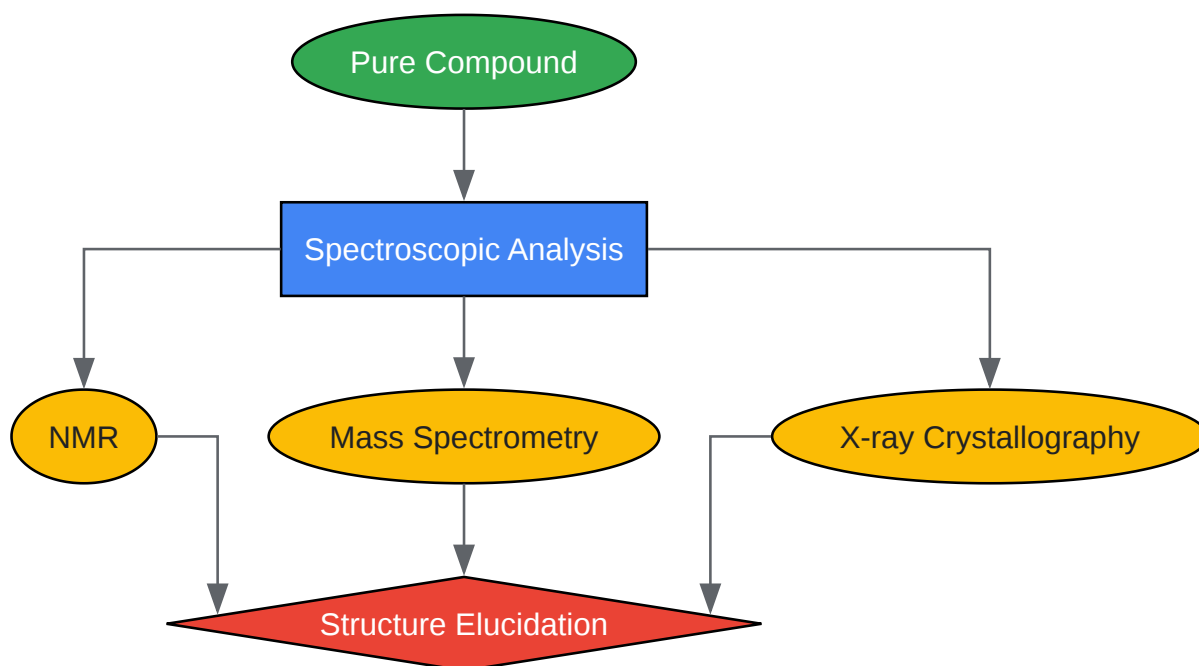 Pure Compound
Spectroscopic Analysis
NMR
Mass Spectrometry
X-ray Crystallography
Structure Elucidation